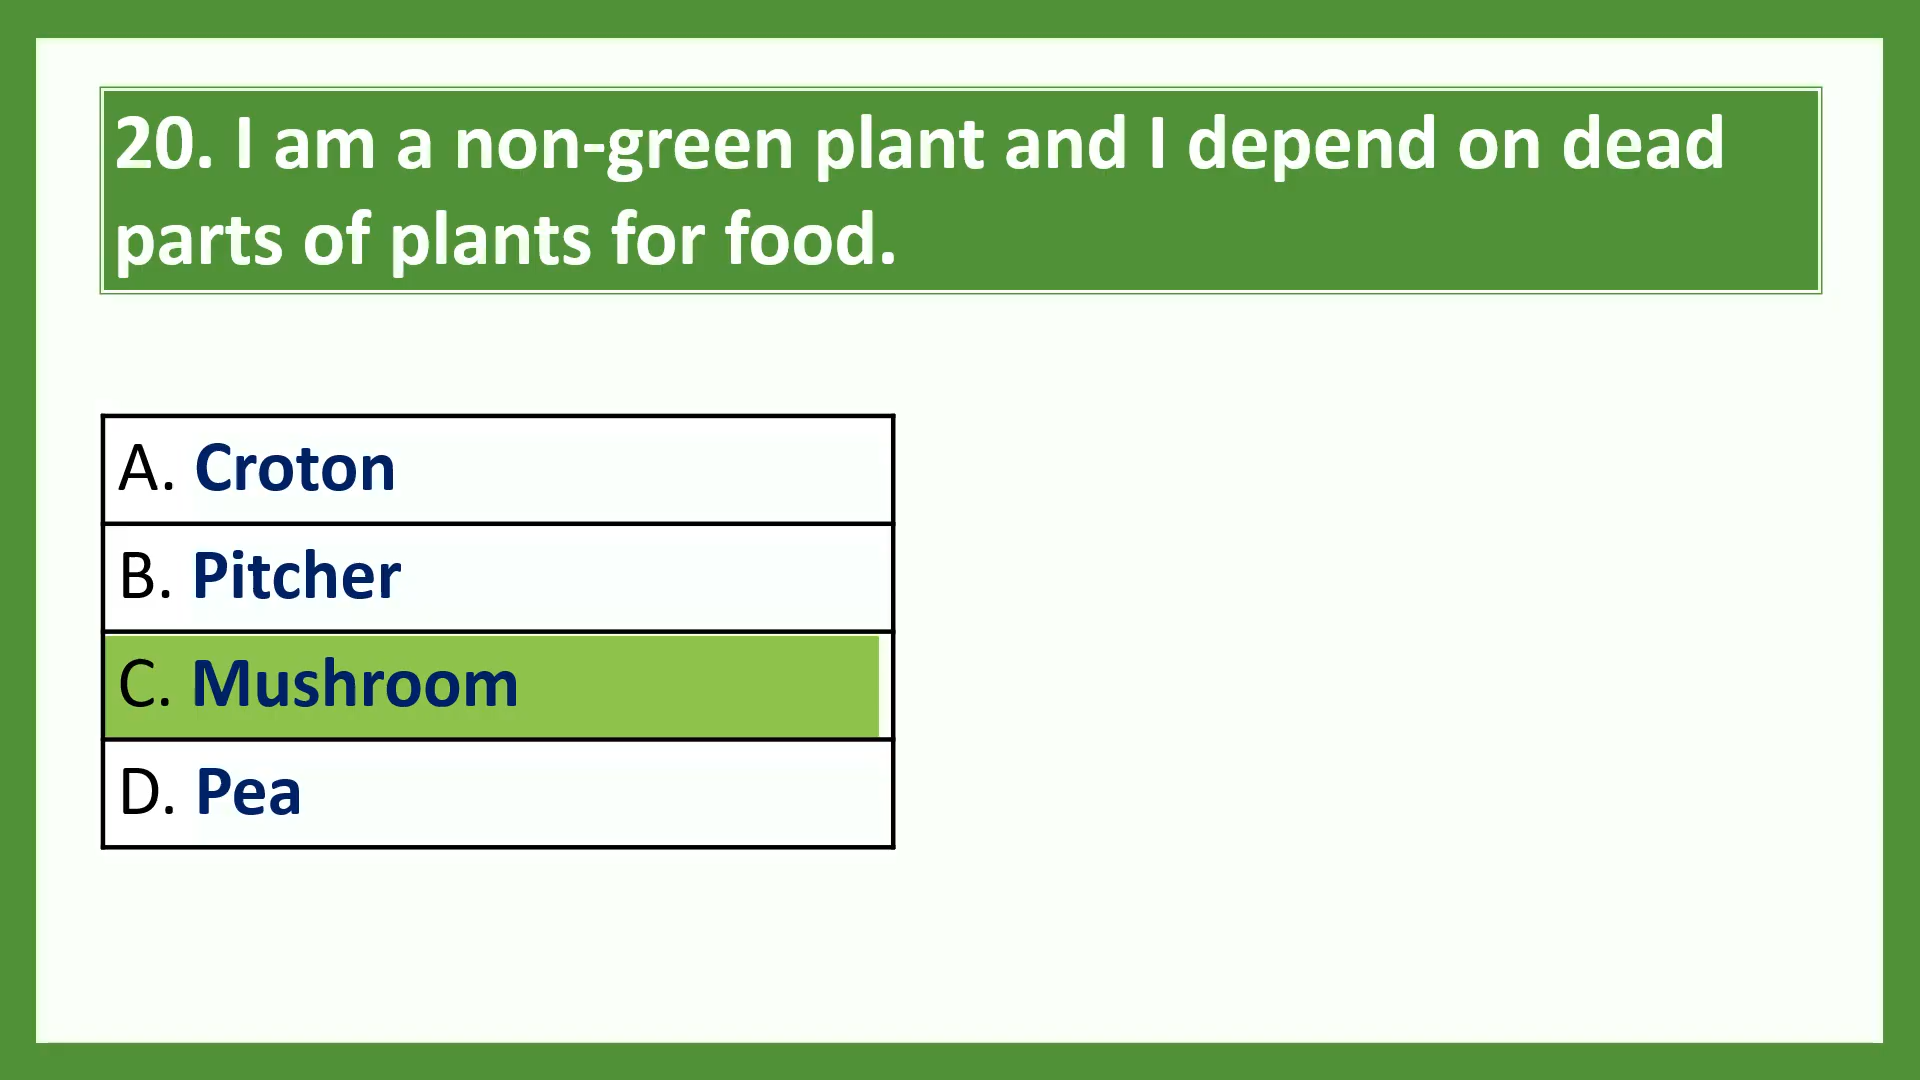 20. I am a non-green plant and I depend on dead
parts of plants for food.
A. Croton
B. Pitcher
C. Mushroom
D. Pea